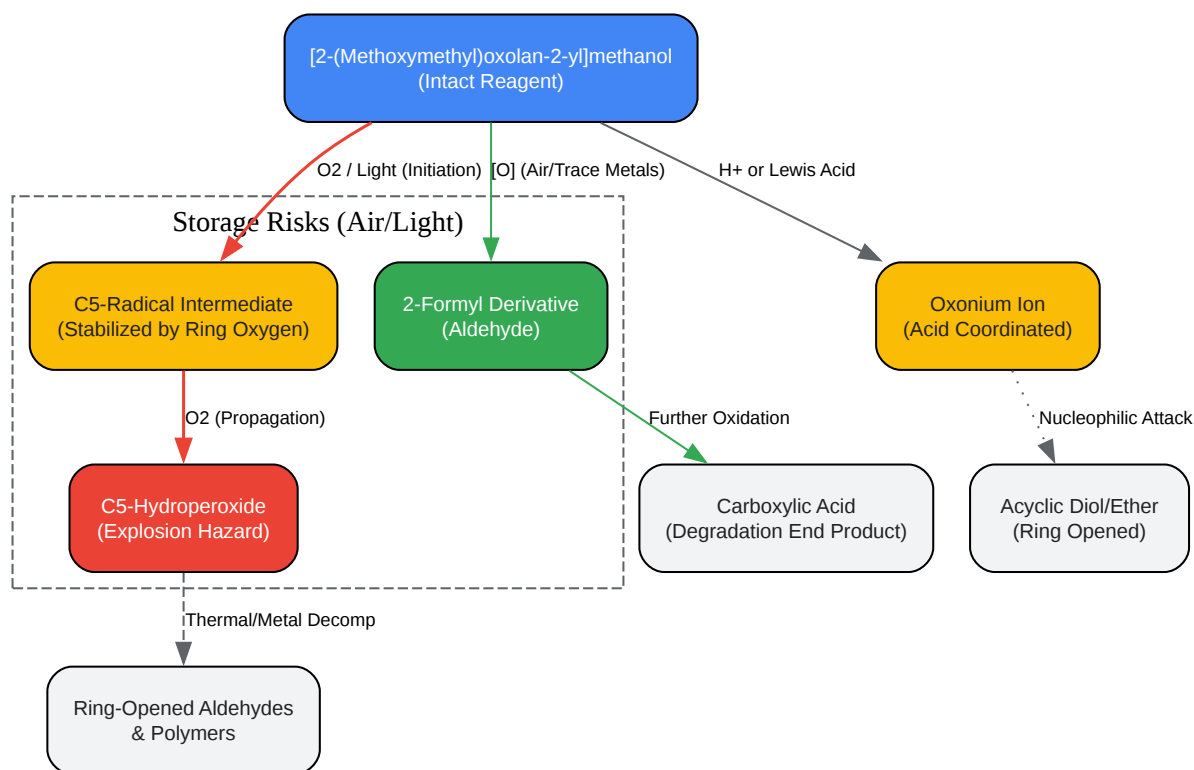 [2-(Methoxymethyl)oxolan-2-yl]methanol
(Intact Reagent)
O2 / Light (Initiation)
[O] (Air/Trace Metals)
H+ or Lewis Acid
Storage Risks (Air/Light)
C5-Radical Intermediate
(Stabilized by Ring Oxygen)
2-Formyl Derivative
(Aldehyde)
Oxonium Ion
(Acid Coordinated)
O2 (Propagation)
Further Oxidation
Nucleophilic Attack
C5-Hydroperoxide
(Explosion Hazard)
Carboxylic Acid
(Degradation End Product)
Acyclic Diol/Ether
(Ring Opened)
Thermal/Metal Decomp
Ring-Opened Aldehydes
& Polymers